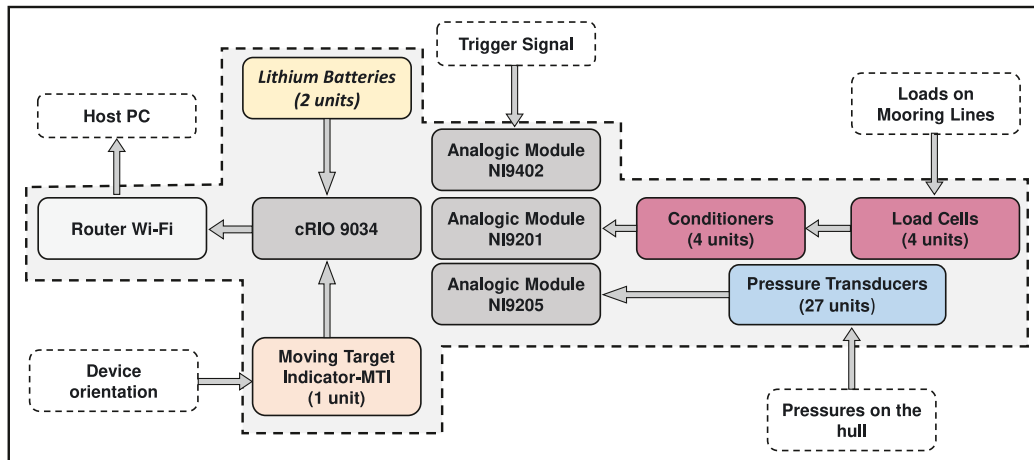 Trigger Signal
Lithium Batteries
(2 units)
Host PC
Loads on
Mooring Lines
Analogic Module
NI9402
Router Wi-Fi
cRIO 9034
Analogic Module
NI9201
Conditioners
(4 units)
Load Cells
(4 units)
Analogic Module
NI9205
Pressure Transducers
(27 units)
Device
orientation
Moving Target
Indicator-MTI
(1 unit)
Pressures on the
hull